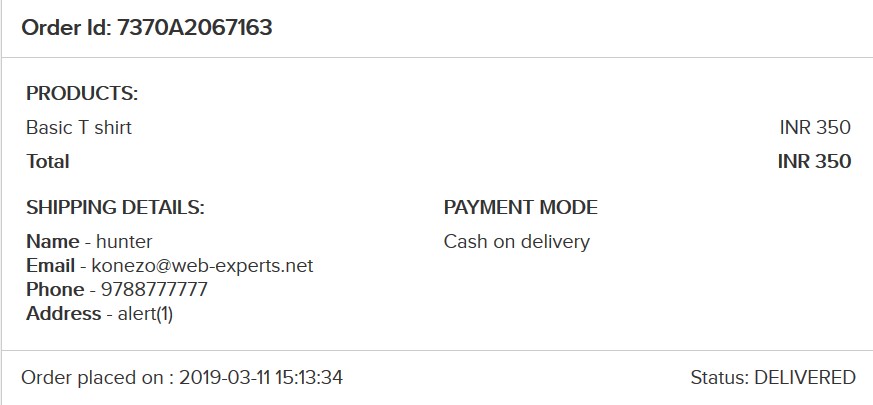 Order Id: 7370A2067163
PRODUCTS:
Basic T shirt INR 350
Total INR 350
SHIPPING DETAILS:
Name - hunter
Email - konezo@web-experts.net
Phone - 9788777777
Address - alert(1)
PAYMENT MODE
Cash on delivery
Order placed on : 2019-03-11 15:13:34
Status: DELIVERED